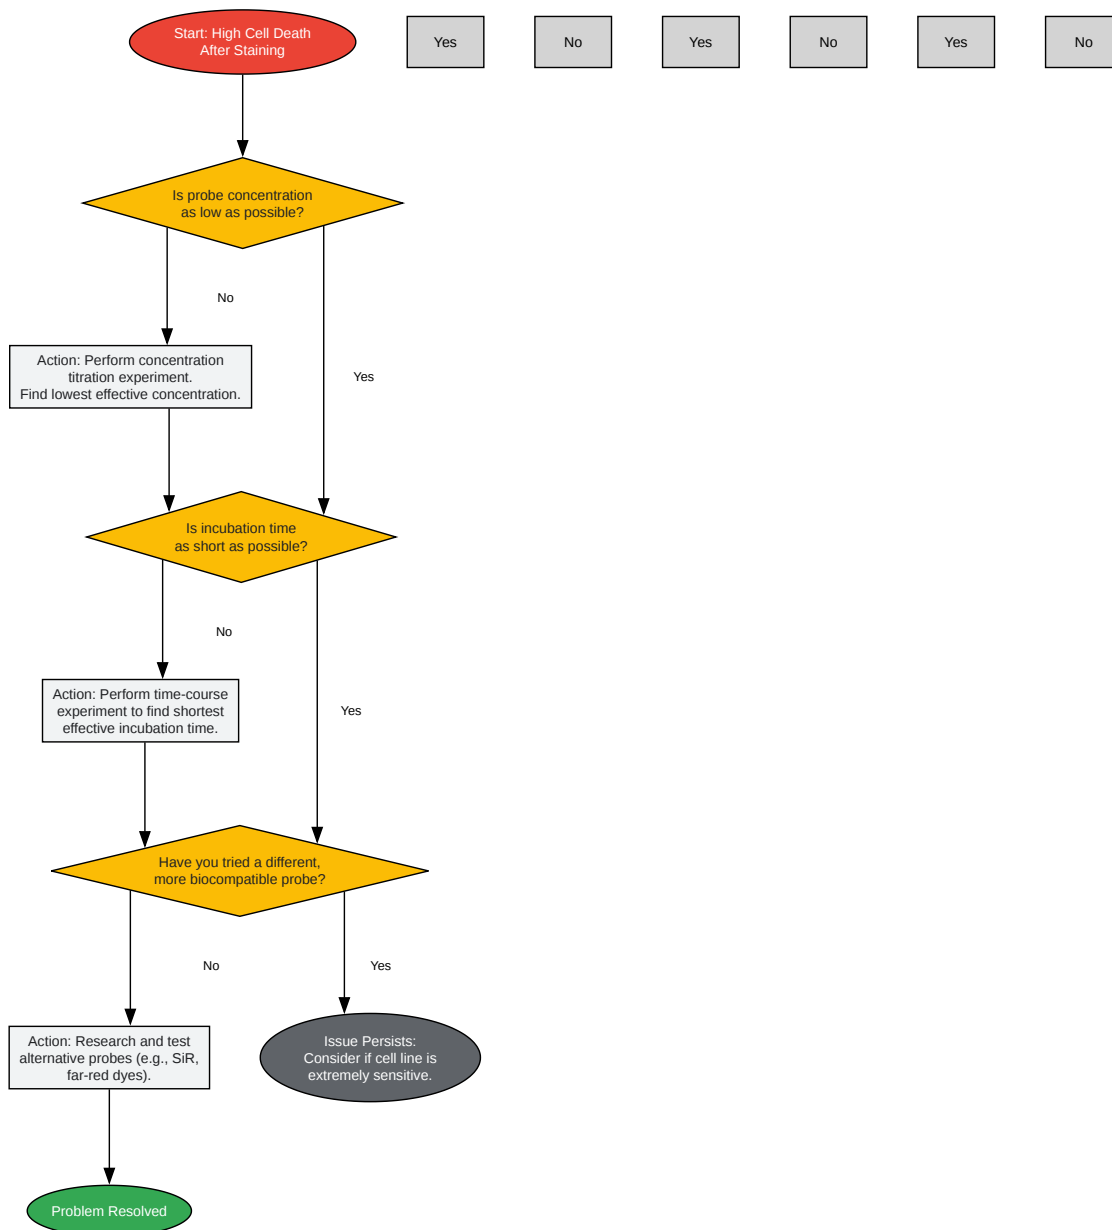 Start: High Cell Death
After Staining
Yes
No
Yes
No
Yes
No
Is probe concentration
as low as possible?
No
Action: Perform concentration
titration experiment.
Find lowest effective concentration.
Yes
Is incubation time
as short as possible?
No
Action: Perform time-course
experiment to find shortest
effective incubation time.
Yes
Have you tried a different,
more biocompatible probe?
No
Yes
Action: Research and test
alternative probes (e.g., SiR,
far-red dyes).
Issue Persists:
Consider if cell line is
extremely sensitive.
Problem Resolved